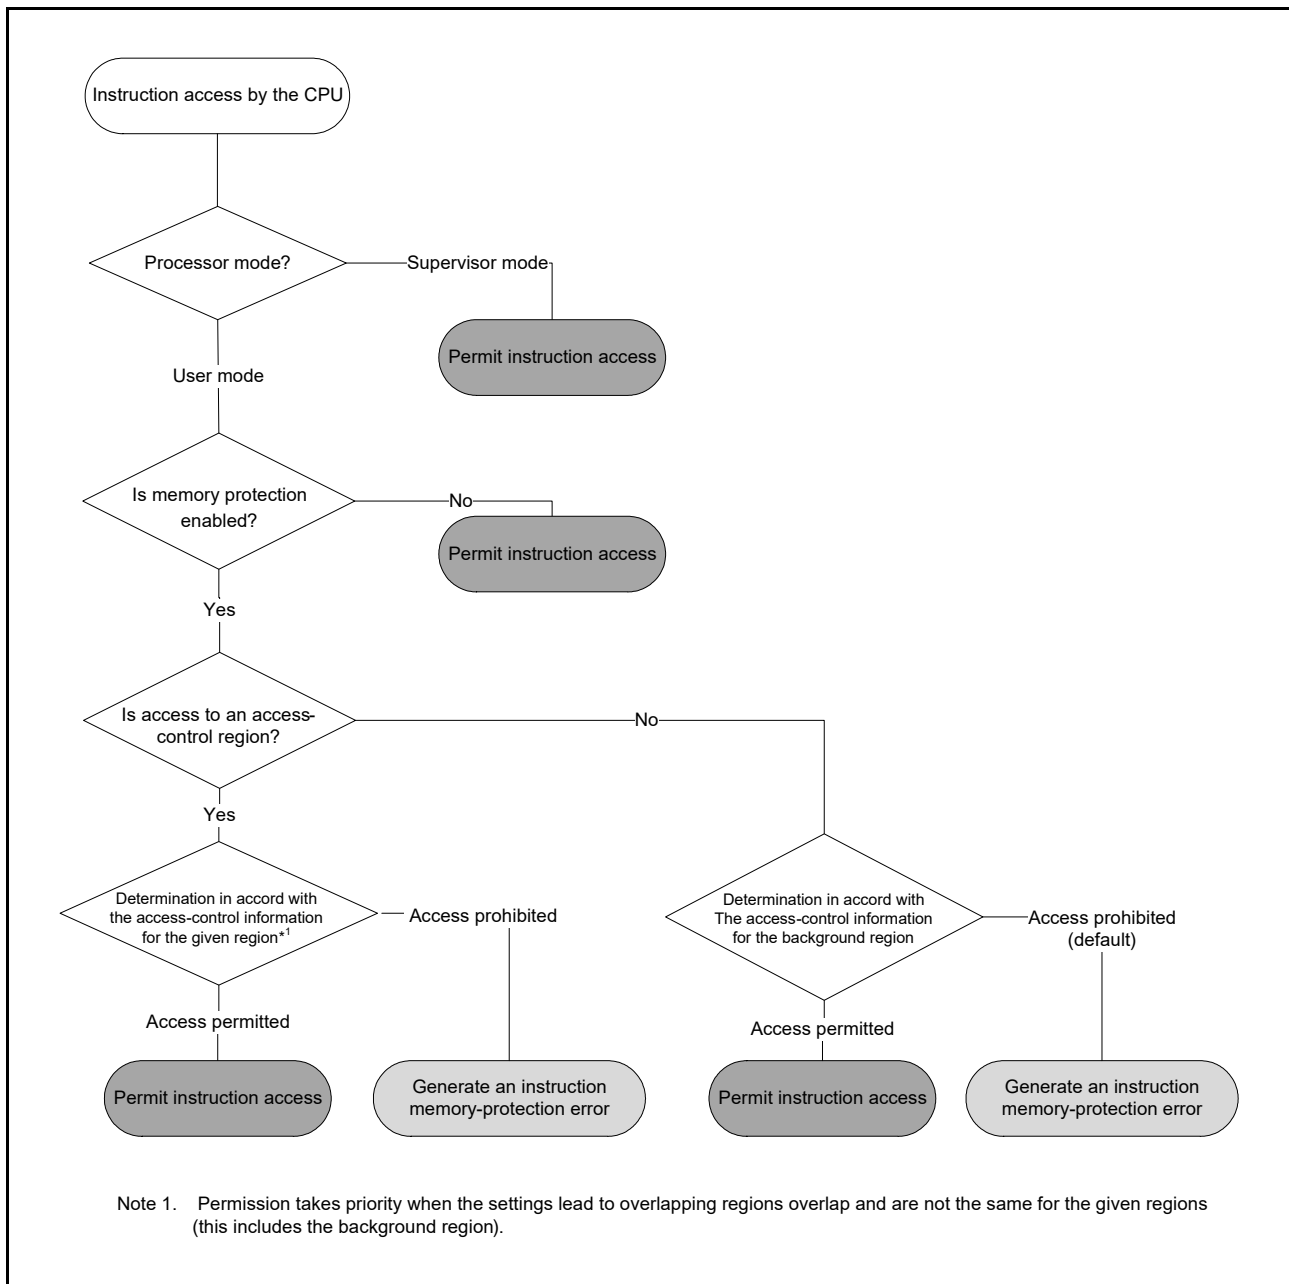 Instruction access by the CPU
Processor mode?
Supervisor mode
Permit instruction access
User mode
Is memory protection
enabled?
No
Permit instruction access
Yes
Is access to an access-
control region?
No
Yes
Determination in accord with
the access-control information
for the given region*1
Access prohibited
Determination in accord with
The access-control information
for the background region
Access prohibited
(default)
Access permitted
Access permitted
Permit instruction access
Generate an instruction
memory-protection error
Permit instruction access
Generate an instruction
memory-protection error
Note 1. Permission takes priority when the settings lead to overlapping regions overlap and are not the same for the given regions
(this includes the background region).